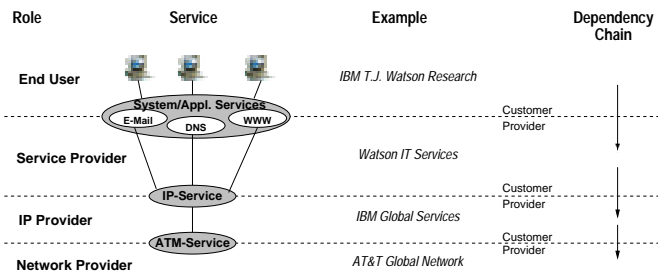 Role Service Example Dependency Chain
End User IBM T.J. Watson Research
System/Appl. Services
E-Mail DNS WWW
Customer
Provider
Service Provider Watson IT Services
IP-Service
Customer
Provider
IP Provider IBM Global Services
ATM-Service
Customer
Provider
Network Provider AT&T Global Network